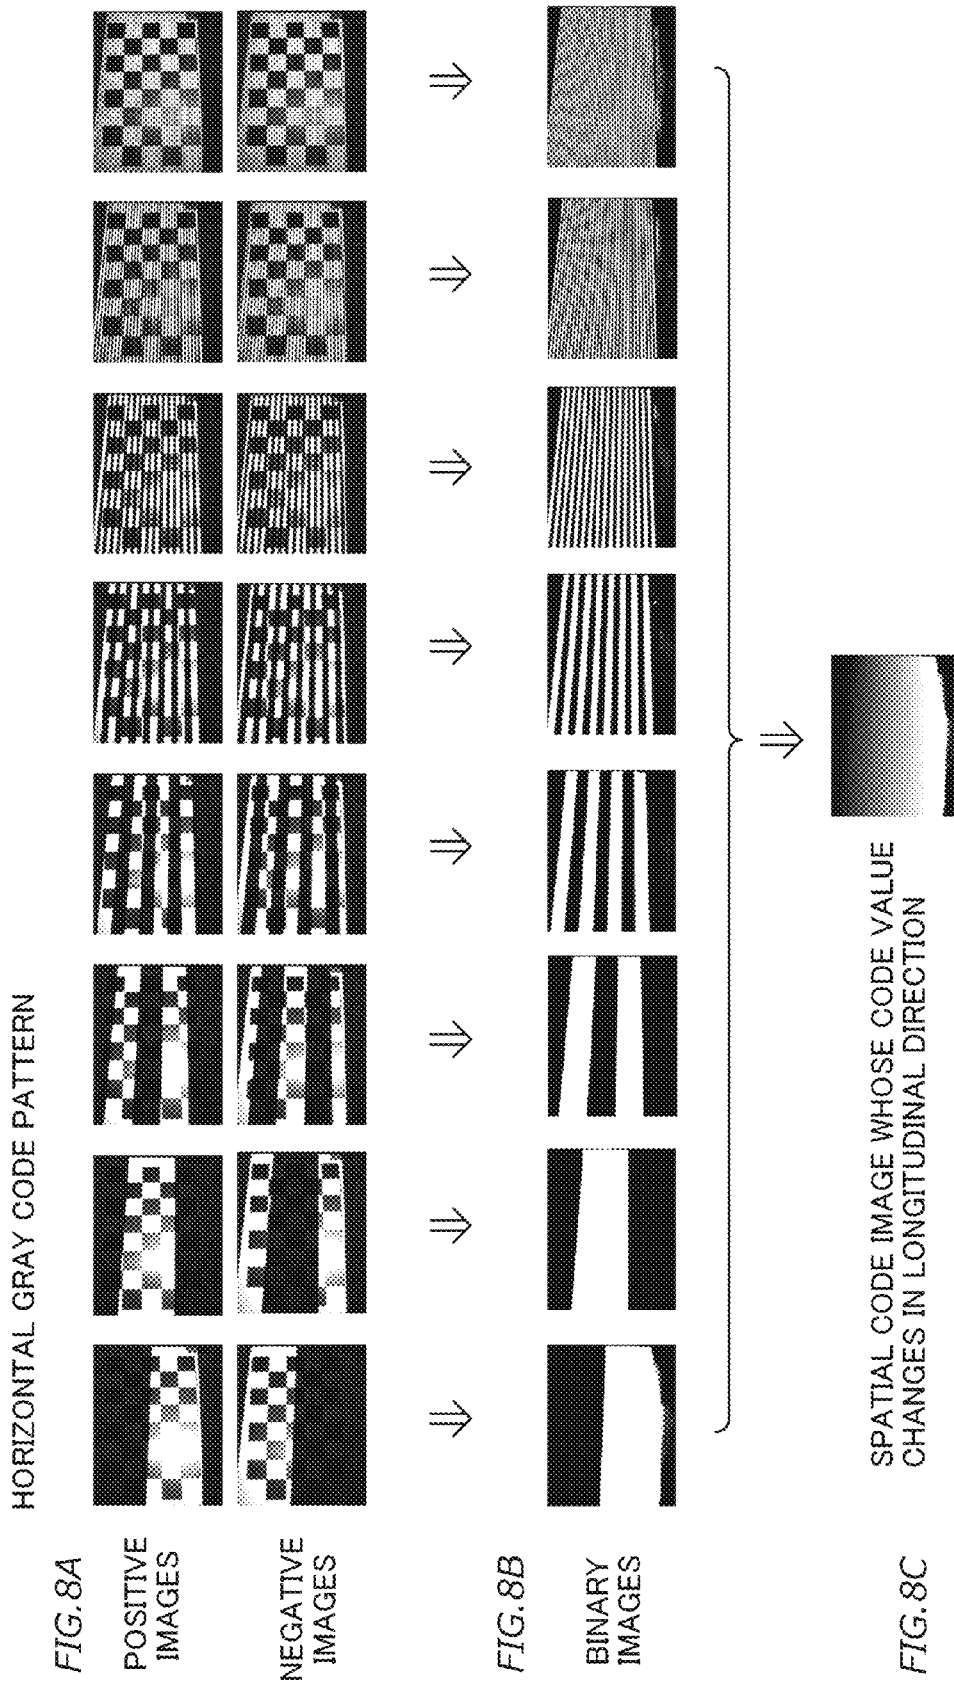 HORIZONTAL GRAY CODE PATTERN
FIG.8A
POSITIVE
IMAGES
NEGATIVE
IMAGES
FIG.8B
BINARY
IMAGES
FIG.8C
SPATIAL CODE IMAGE WHOSE CODE VALUE
CHANGES IN LONGITUDINAL DIRECTION